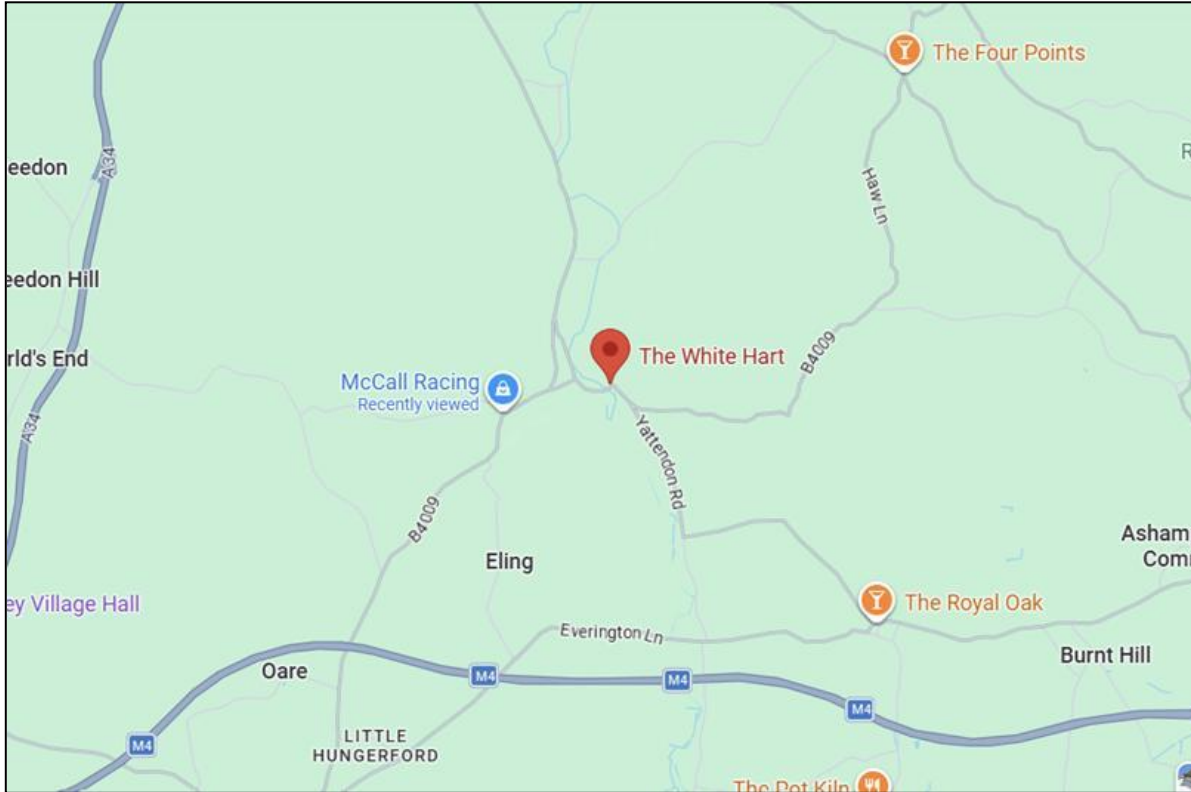 The Four Points
A34
eedon
R
Haw Ln
eedon Hill
rld's End
The White Hart
B4009
McCall Racing
Recently viewed
A34
Yattendon Rd
B4009
Asham
Com
Eling
ey Village Hall
The Royal Oak
Everington Ln
Burnt Hill
Oare
M4
M4
M4
LITTLE
HUNGERFORD
M4
The Pot Kiln